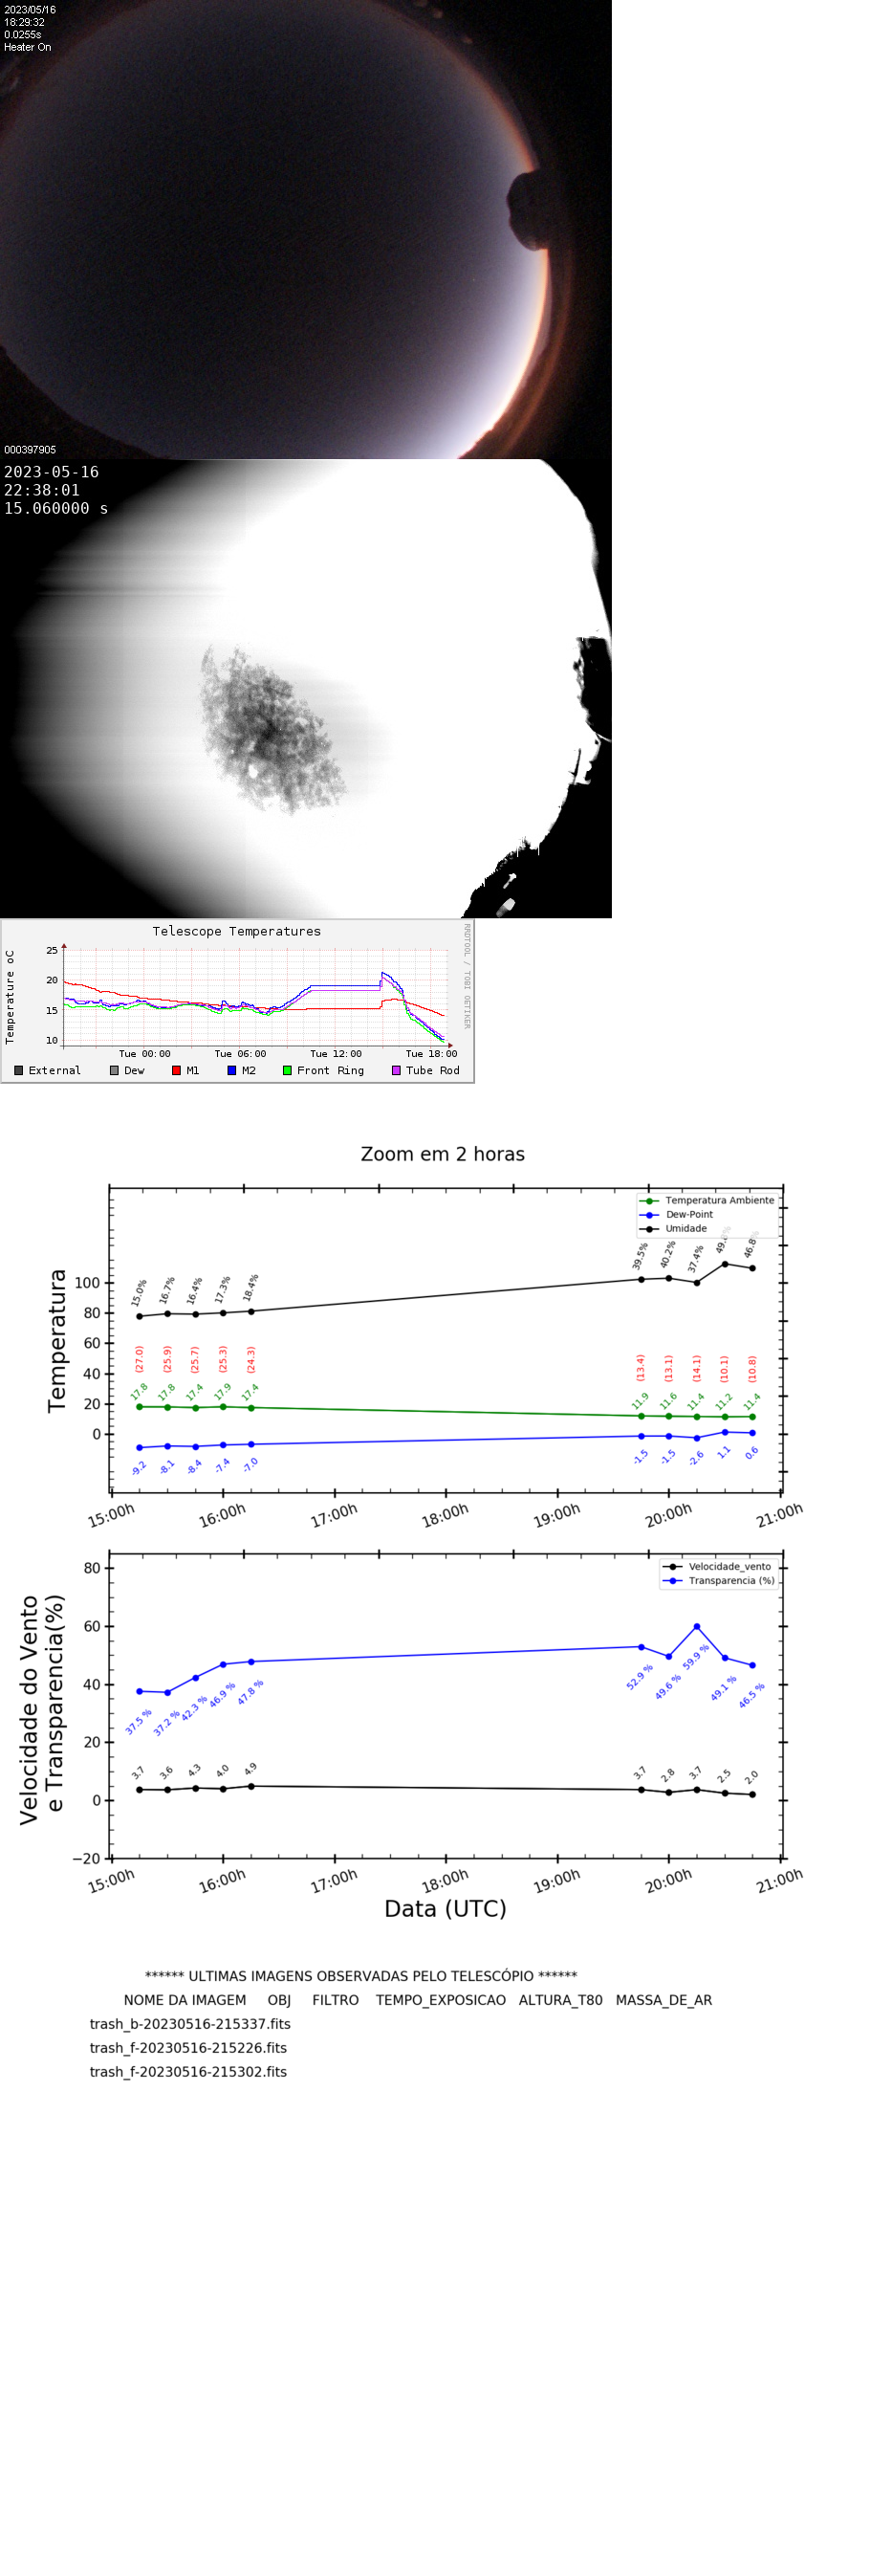 2023/05/16
18:29:32
0.0255s
Heater On
000397905
2023-05-16
22:38:01
15.060000 s
Telescope Temperatures
RRDTOOL / TOBI OETIKER
Temperature oC
25
20
15
10
Tue 00:00 Tue 06:00 Tue 12:00 Tue 18:00
External Dew M1 M2 Front Ring Tube Rod
Zoom em 2 horas
Temperatura Ambiente
Dew-Point
Umidade
Temperatura
100
80
60
40
20
0
15.0% 16.7% 16.4% 17.3% 18.4% 39.5% 40.2% 37.4% 46.8%
(27.0) (25.9) (25.7) (25.3) (24.3) (13.4) (13.1) (14.1) (10.1) (10.8)
17.8 17.8 17.4 17.9 17.4 11.9 11.6 11.4 11.2 11.4
-9.2 -8.1 -8.4 -7.4 -7.0 -1.5 -1.5 -2.6 1.1 0.6
15:00h 16:00h 17:00h 18:00h 19:00h 20:00h 21:00h
Velocidade_vento
Transparencia (%)
Velocidade do Vento
e Transparencia(%)
80
60
40
20
0
−20
37.5 % 37.2 % 42.3 % 46.9 % 47.8 % 52.9 % 49.6 % 59.9 % 49.1 % 46.5 %
3.7 3.6 4.3 4.0 4.9 3.7 2.8 3.7 2.5 2.0
15:00h 16:00h 17:00h 18:00h 19:00h 20:00h 21:00h
Data (UTC)
****** ULTIMAS IMAGENS OBSERVADAS PELO TELESCÓPIO ******
NOME DA IMAGEM OBJ FILTRO TEMPO_EXPOSICAO ALTURA_T80 MASSA_DE_AR
trash_b-20230516-215337.fits
trash_f-20230516-215226.fits
trash_f-20230516-215302.fits